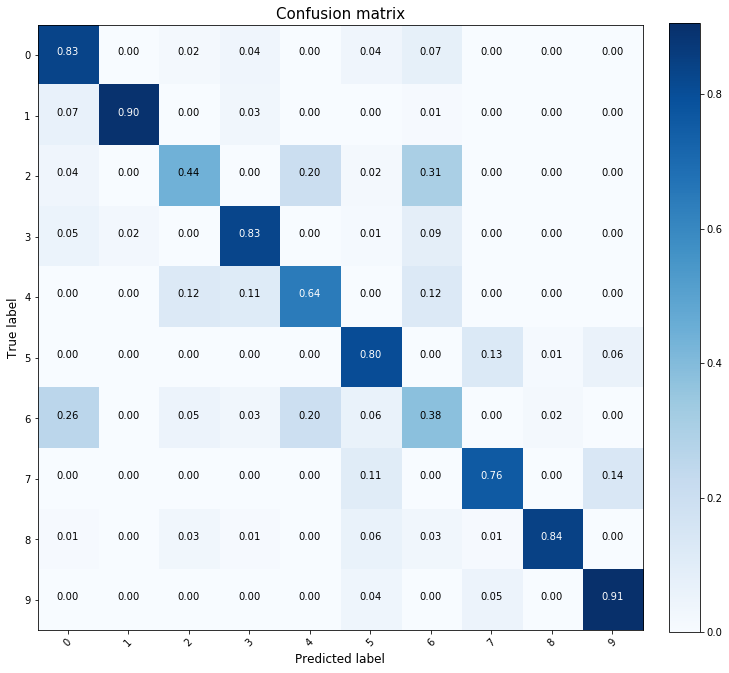 Confusion matrix
0 0.83 0.00 0.02 0.04 0.00 0.04 0.07 0.00 0.00 0.00
1 0.07 0.90 0.00 0.03 0.00 0.00 0.01 0.00 0.00 0.00
2 0.04 0.00 0.44 0.00 0.20 0.02 0.31 0.00 0.00 0.00
3 0.05 0.02 0.00 0.83 0.00 0.01 0.09 0.00 0.00 0.00
4 0.00 0.00 0.12 0.11 0.64 0.00 0.12 0.00 0.00 0.00
5 0.00 0.00 0.00 0.00 0.00 0.80 0.00 0.13 0.01 0.06
6 0.26 0.00 0.05 0.03 0.20 0.06 0.38 0.00 0.02 0.00
7 0.00 0.00 0.00 0.00 0.00 0.11 0.00 0.76 0.00 0.14
8 0.01 0.00 0.03 0.01 0.00 0.06 0.03 0.01 0.84 0.00
9 0.00 0.00 0.00 0.00 0.00 0.04 0.00 0.05 0.00 0.91
0 1 2 3 4 5 6 7 8 9
Predicted label
True label
0.8
0.6
0.4
0.2
0.0